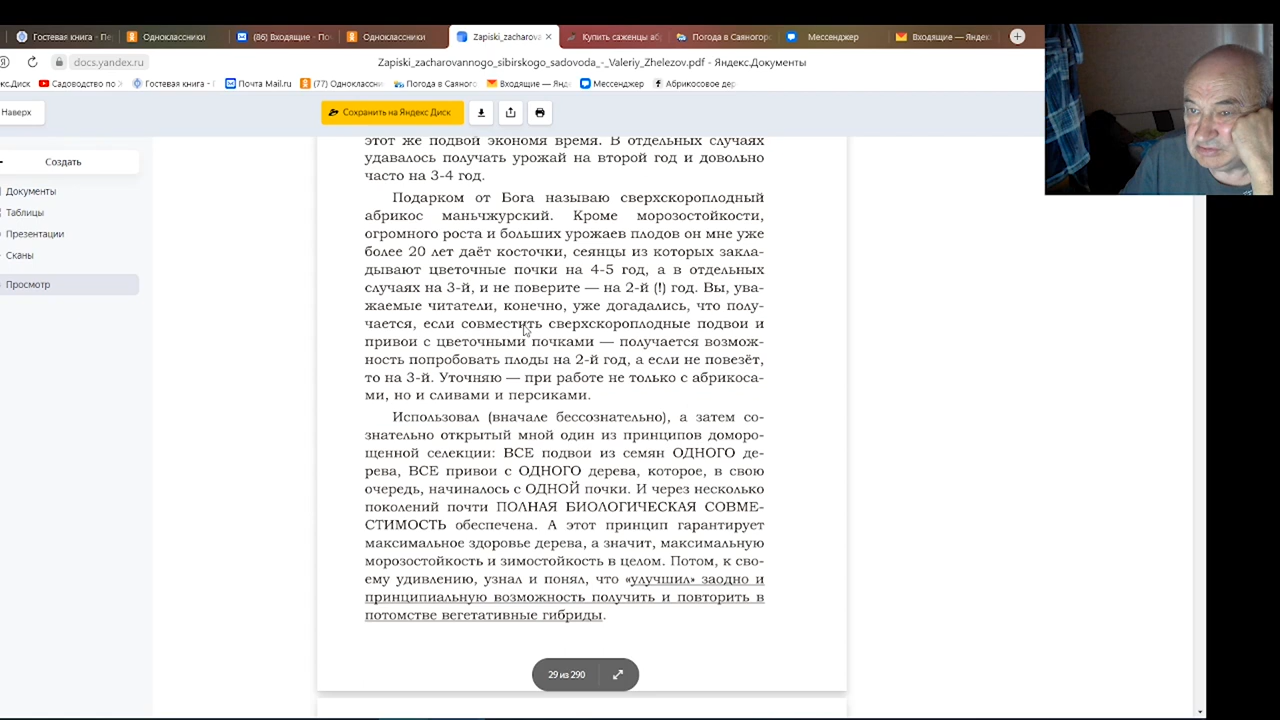 Гостевая книга - Пе
Одноклассники
(86) Входящие - По
Одноклассники
Zapiski_zacharova
Купить саженцы аб
Погода в Саяногор
Мессенджер
Входящие — Яндек
docs.yandex.ru
Zapiski_zacharovannogo_sibirskogo_sadovoda_-_Valeriy_Zhelezov.pdf - Яндекс.Документы
кс.Диск
Садоводство по
Гостевая книга - 
Почта Mail.ru
(77) Одноклассн
Погода в Саяно
Входящие — Ян
Мессенджер
Абрикосовое де
Наверх
Сохранить на Яндекс Диск
Создать
Документы
Таблицы
Презентации
Сканы
Просмотр
этот же подвой экономя время. В отдельных случаях
удавалось получать урожай на второй год и довольно
часто на 3-4 год.
Подарком от Бога называю сверхскороплодный
абрикос маньчжурский. Кроме морозостойкости,
огромного роста и больших урожаев плодов он мне уже
более 20 лет даёт косточки, сеянцы из которых закла-
дывают цветочные почки на 4-5 год, а в отдельных
случаях на 3-й, и не поверите — на 2-й (!) год. Вы, ува-
жаемые читатели, конечно, уже догадались, что полу-
чается, если совместить сверхскороплодные подвои и
привои с цветочными почками — получается возмож-
ность попробовать плоды на 2-й год, а если не повезёт,
то на 3-й. Уточняю — при работе не только с абрикоса-
ми, но и сливами и персиками.
Использовал (вначале бессознательно), а затем со-
знательно открытый мной один из принципов доморо-
щенной селекции: ВСЕ подвои из семян ОДНОГО де-
рева, ВСЕ привои с ОДНОГО дерева, которое, в свою
очередь, начиналось с ОДНОЙ почки. И через несколько
поколений почти ПОЛНАЯ БИОЛОГИЧЕСКАЯ СОВМЕ-
СТИМОСТЬ обеспечена. А этот принцип гарантирует
максимальное здоровье дерева, а значит, максимальную
морозостойкость и зимостойкость в целом. Потом, к сво-
ему удивлению, узнал и понял, что «улучшил» заодно и
принципиальную возможность получить и повторить в
потомстве вегетативные гибриды.
29 из 290